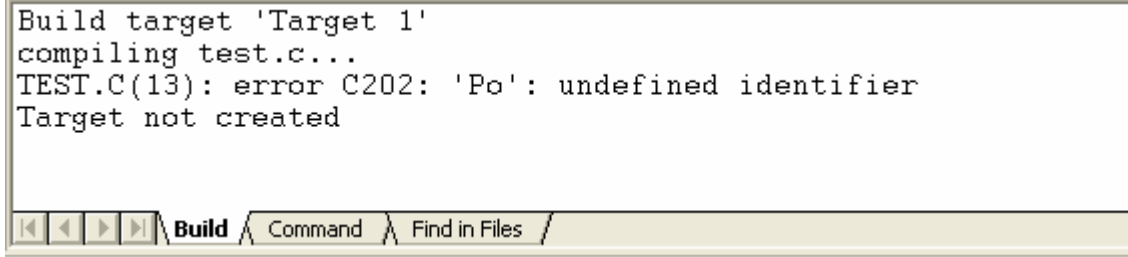 Build target 'Target 1'
compiling test.c...
TEST.C(13): error C202: 'Po': undefined identifier
Target not created
Build Command Find in Files